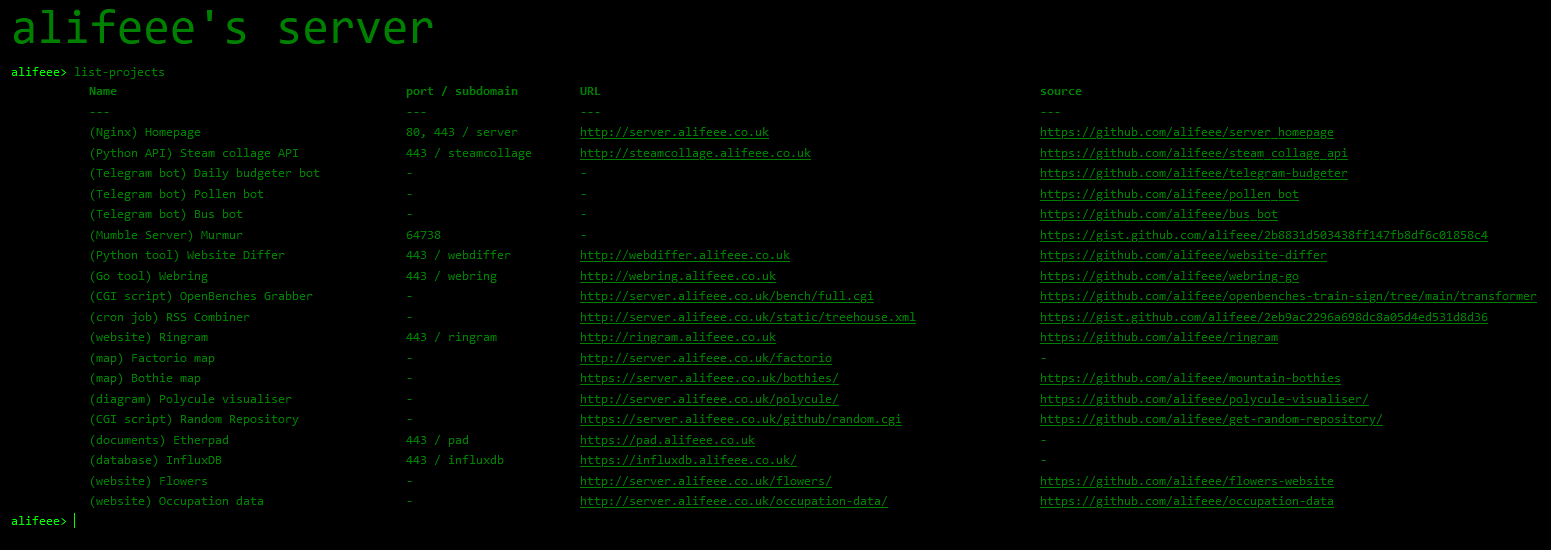 alifeee's server
alifeee> list-projects
Name port / subdomain URL source
--- --- --- ---
(Nginx) Homepage 80, 443 / server http://server.alifeee.co.uk https://github.com/alifeee/server_homepage
(Python API) Steam collage API 443 / steamcollage http://steamcollage.alifeee.co.uk https://github.com/alifeee/steam_collage_api
(Telegram bot) Daily budgeter bot - - https://github.com/alifeee/telegram-budgeter
(Telegram bot) Pollen bot - - https://github.com/alifeee/pollen_bot
(Telegram bot) Bus bot - - https://github.com/alifeee/bus_bot
(Mumble Server) Murmur 64738 - https://gist.github.com/alifeee/2b8831d503438ff147fb8df6c01858c4
(Python tool) Website Differ 443 / webdiffer http://webdiffer.alifeee.co.uk https://github.com/alifeee/website-differ
(Go tool) Webring 443 / webring http://webring.alifeee.co.uk https://github.com/alifeee/webring-go
(CGI script) OpenBenches Grabber - http://server.alifeee.co.uk/bench/full.cgi https://github.com/alifeee/openbenches-train-sign/tree/main/transformer
(cron job) RSS Combiner - http://server.alifeee.co.uk/static/treehouse.xml https://gist.github.com/alifeee/2eb9ac2296a698dc8a05d4ed531d8d36
(website) Ringram 443 / ringram http://ringram.alifeee.co.uk https://github.com/alifeee/ringram
(map) Factorio map - http://server.alifeee.co.uk/factorio -
(map) Bothie map - https://server.alifeee.co.uk/bothies/ https://github.com/alifeee/mountain-bothies
(diagram) Polycule visualiser - http://server.alifeee.co.uk/polycule/ https://github.com/alifeee/polycule-visualiser/
(CGI script) Random Repository - https://server.alifeee.co.uk/github/random.cgi https://github.com/alifeee/get-random-repository/
(documents) Etherpad 443 / pad https://pad.alifeee.co.uk -
(database) InfluxDB 443 / influxdb https://influxdb.alifeee.co.uk/ -
(website) Flowers - http://server.alifeee.co.uk/flowers/ https://github.com/alifeee/flowers-website
(website) Occupation data - http://server.alifeee.co.uk/occupation-data/ https://github.com/alifeee/occupation-data
alifeee>